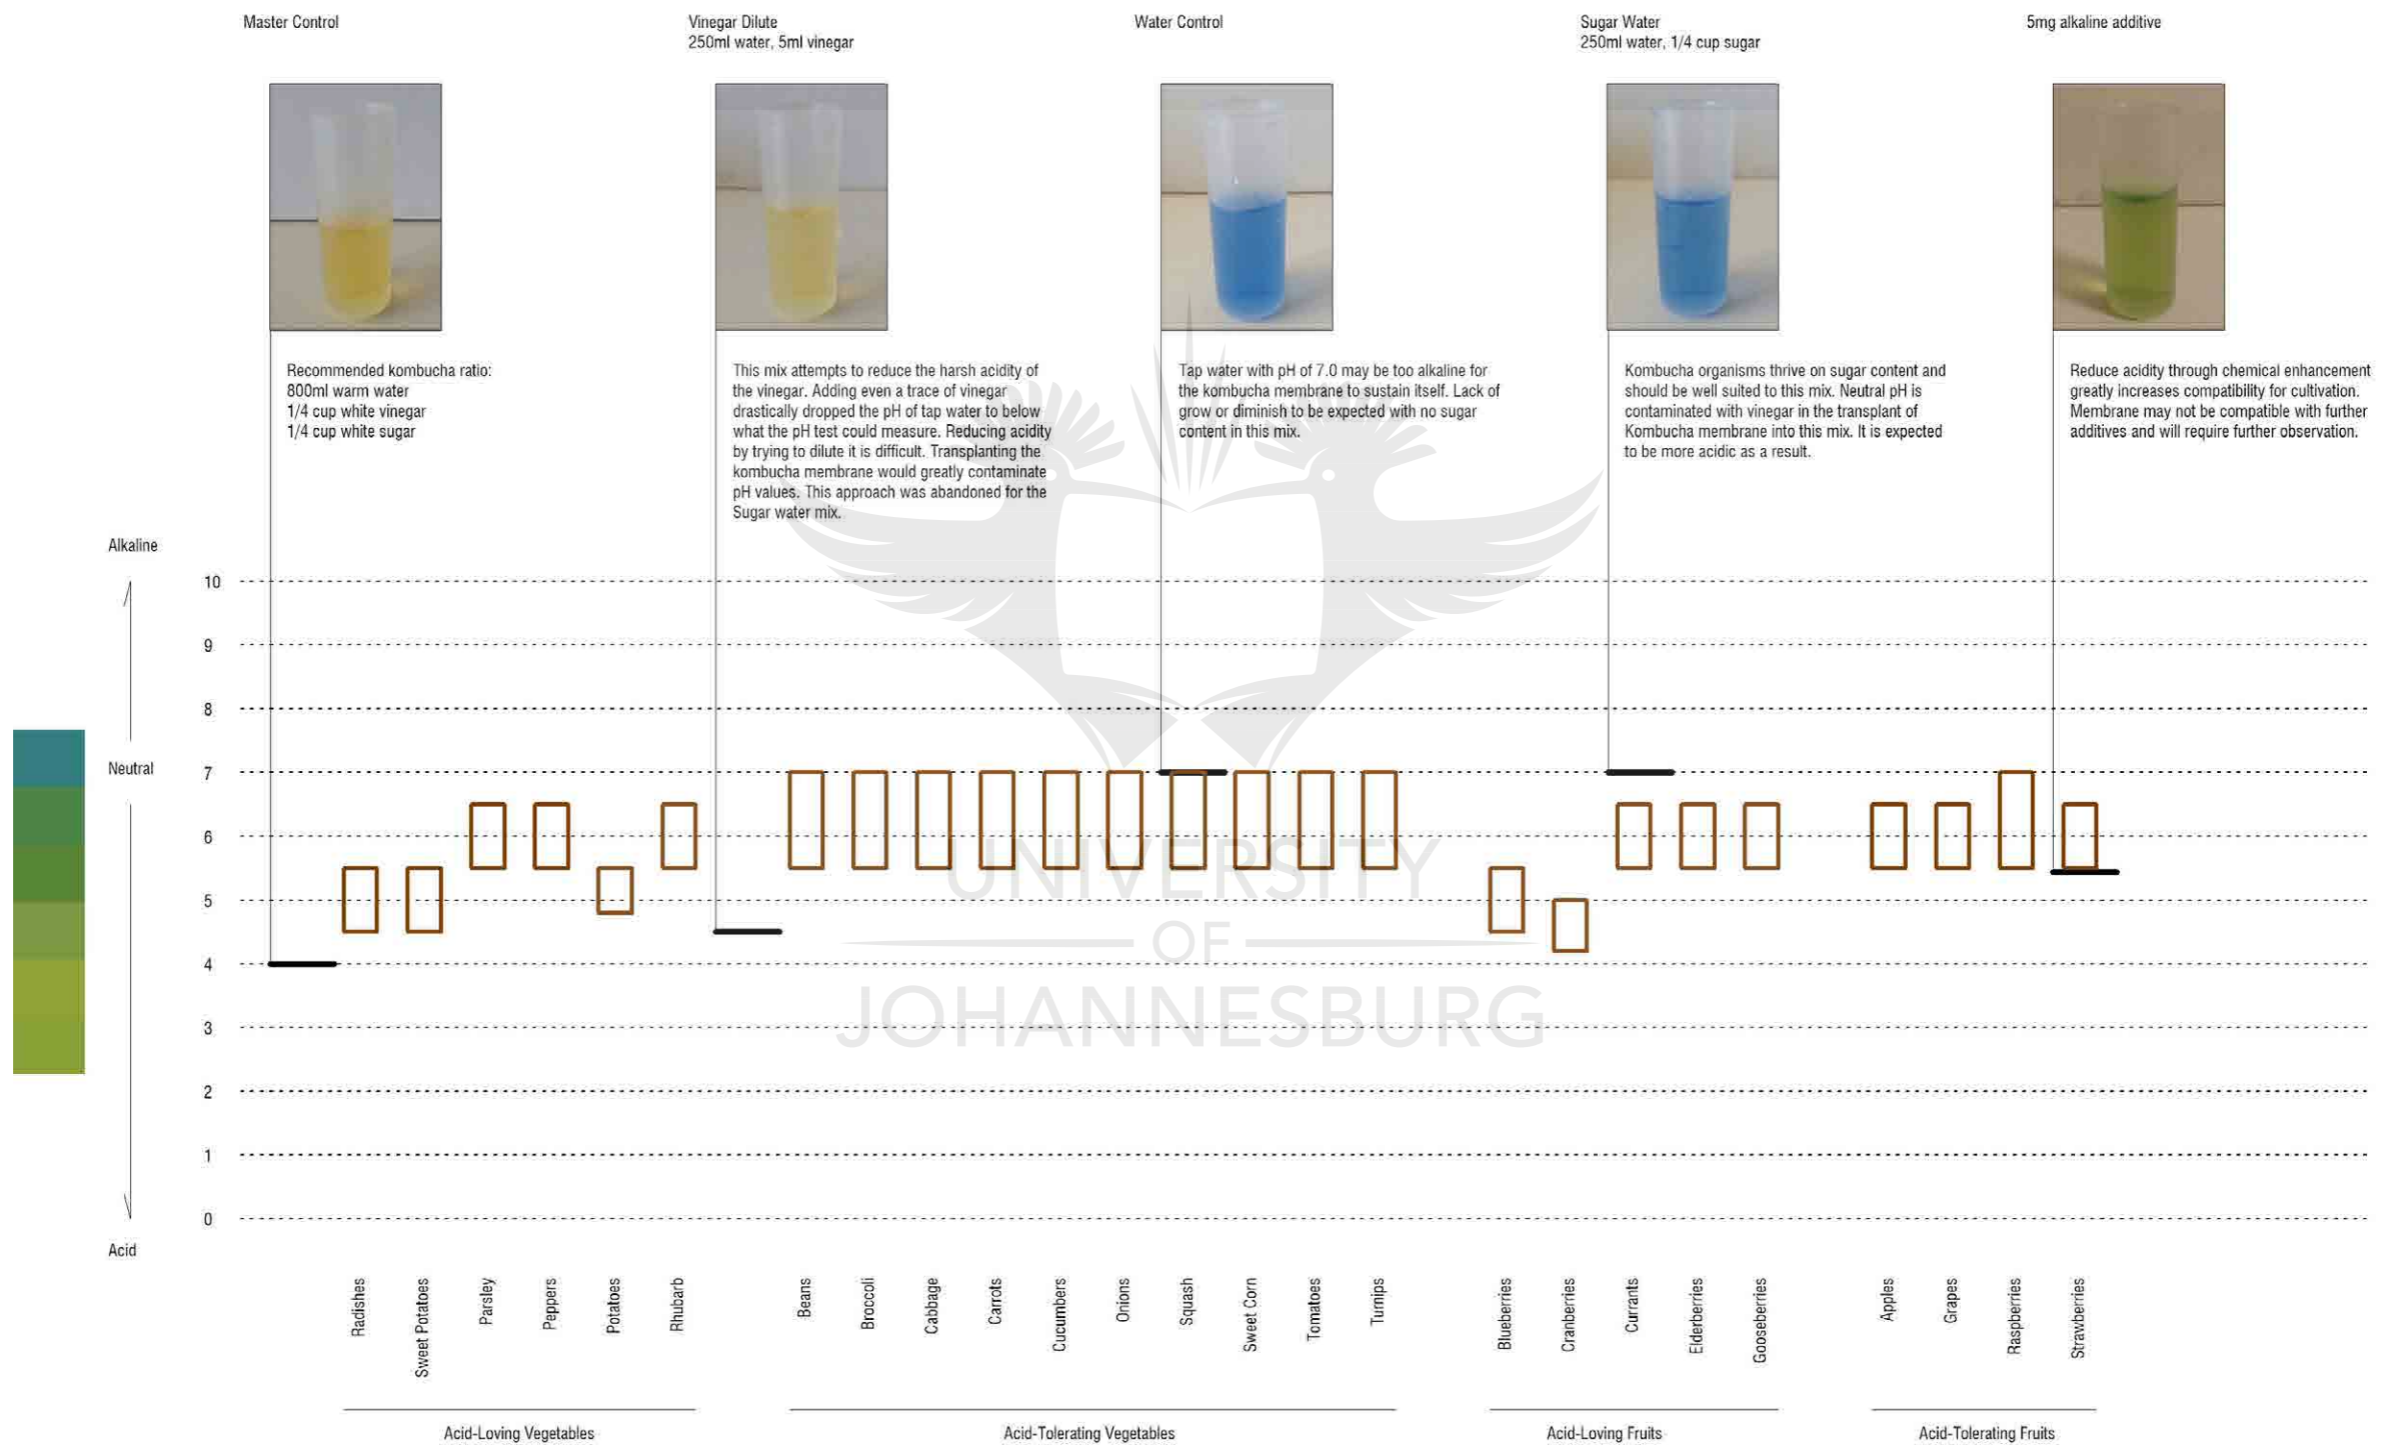 Master Control
Vinegar Dilute
250ml water, 5ml vinegar
Water Control
Sugar Water
250ml water, 1/4 cup sugar
5mg alkaline additive
Recommended kombucha ratio:
800ml warm water
1/4 cup white vinegar
1/4 cup white sugar
This mix attempts to reduce the harsh acidity of
the vinegar. Adding even a trace of vinegar
drastically dropped the pH of tap water to below
what the pH test could measure. Reducing acidity
by trying to dilute it is difficult. Transplanting the
kombucha membrane would greatly contaminate
pH values. This approach was abandoned for the
Sugar water mix.
Tap water with pH of 7.0 may be too alkaline for
the kombucha membrane to sustain itself. Lack of
grow or diminish to be expected with no sugar
content in this mix.
Kombucha organisms thrive on sugar content and
should be well suited to this mix. Neutral pH is
contaminated with vinegar in the transplant of
Kombucha membrane into this mix. It is expected
to be more acidic as a result.
Reduce acidity through chemical enhancement
greatly increases compatibility for cultivation.
Membrane may not be compatible with further
additives and will require further observation.
Alkaline
10
9
8
Neutral
7
6
5
4
3
2
1
0
Acid
UNIVERSITY
OF
JOHANNESBURG
Radishes
Sweet Potatoes
Parsley
Peppers
Potatoes
Rhubarb
Beans
Broccoli
Cabbage
Carrots
Cucumbers
Onions
Squash
Sweet Corn
Tomatoes
Turnips
Blueberries
Cranberries
Currants
Elderberries
Gooseberries
Apples
Grapes
Raspberries
Strawberries
Acid-Loving Vegetables
Acid-Tolerating Vegetables
Acid-Loving Fruits
Acid-Tolerating Fruits